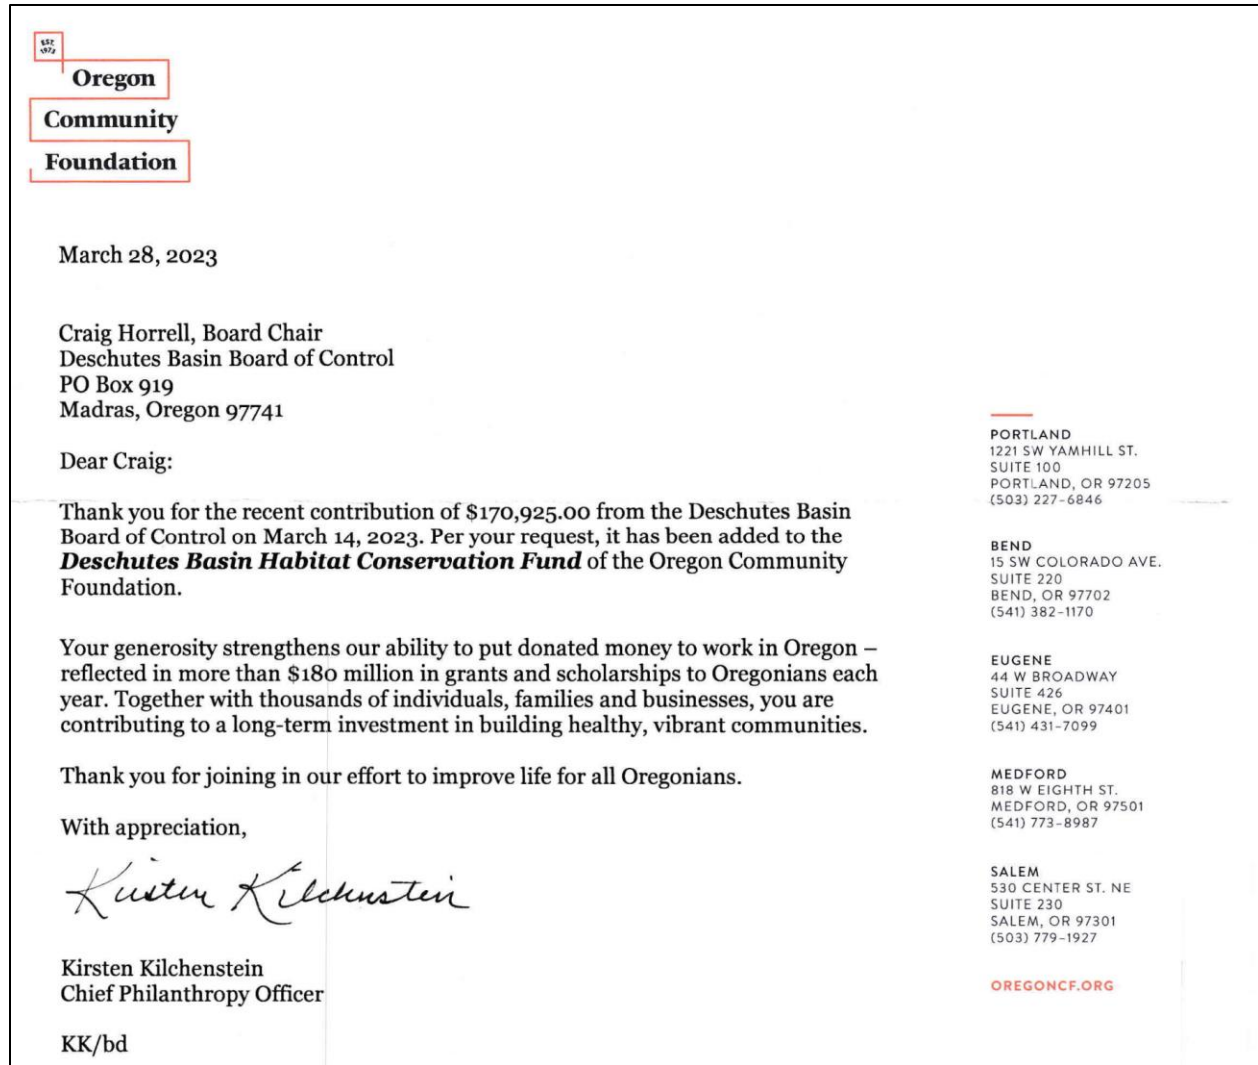 EST. 1973
Oregon
Community
Foundation
March 28, 2023
Craig Horrell, Board Chair
Deschutes Basin Board of Control
PO Box 919
Madras, Oregon 97741
Dear Craig:
Thank you for the recent contribution of $170,925.00 from the Deschutes Basin
Board of Control on March 14, 2023. Per your request, it has been added to the
Deschutes Basin Habitat Conservation Fund of the Oregon Community
Foundation.
Your generosity strengthens our ability to put donated money to work in Oregon –
reflected in more than $180 million in grants and scholarships to Oregonians each
year. Together with thousands of individuals, families and businesses, you are
contributing to a long-term investment in building healthy, vibrant communities.
Thank you for joining in our effort to improve life for all Oregonians.
With appreciation,
Kirsten Kilchenstein
Kirsten Kilchenstein
Chief Philanthropy Officer
KK/bd
PORTLAND
1221 SW YAMHILL ST.
SUITE 100
PORTLAND, OR 97205
(503) 227-6846
BEND
15 SW COLORADO AVE.
SUITE 220
BEND, OR 97702
(541) 382-1170
EUGENE
44 W BROADWAY
SUITE 426
EUGENE, OR 97401
(541) 431-7099
MEDFORD
818 W EIGHTH ST.
MEDFORD, OR 97501
(541) 773-8987
SALEM
530 CENTER ST. NE
SUITE 230
SALEM, OR 97301
(503) 779-1927
OREGONCF.ORG